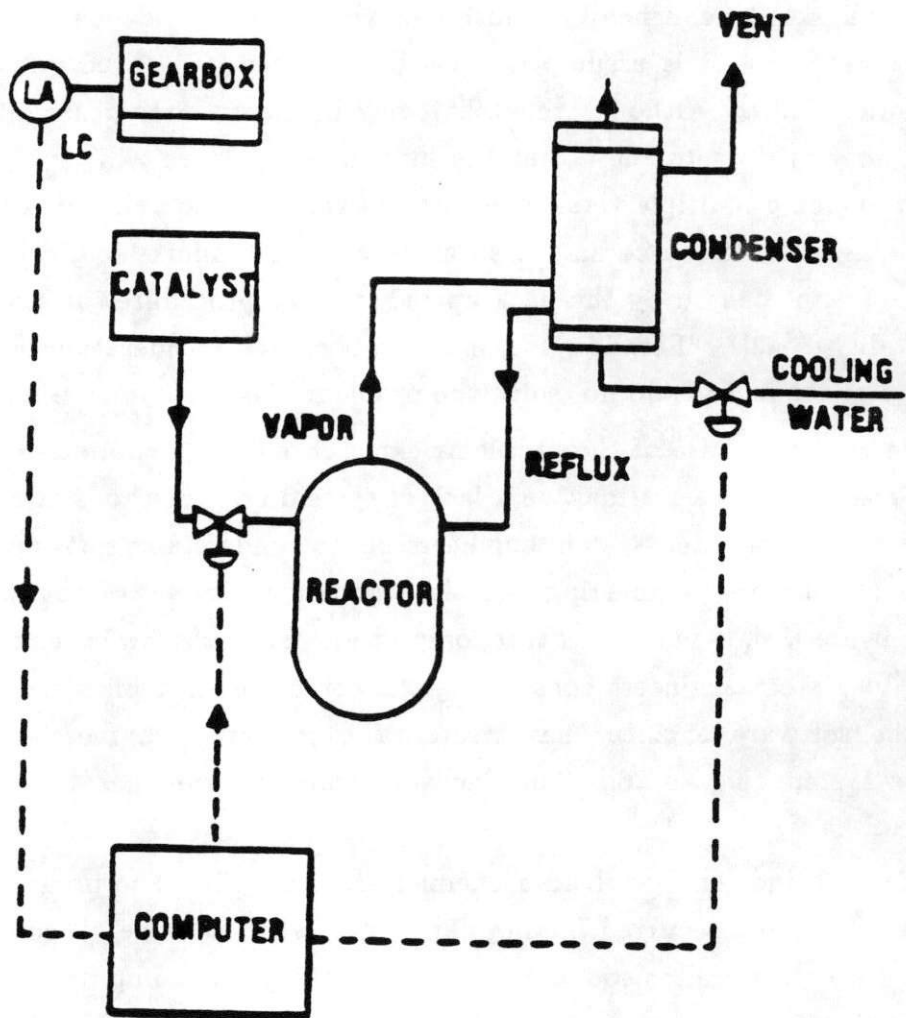 VENT
GEARBOX
LA
LC
CATALYST
CONDENSER
COOLING
WATER
VAPOR
REFLUX
REACTOR
COMPUTER